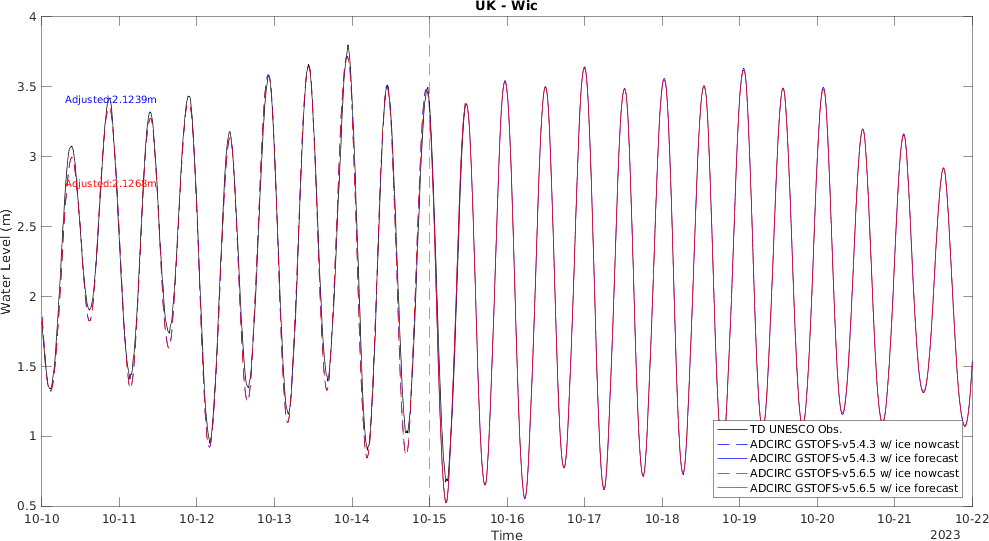 UK - Wic
4
3.5
3
2.5
2
1.5
1
0.5
Water Level (m)
Adjusted:2.1239m
Adjusted:2.1268m
TD UNESCO Obs.
ADCIRC GSTOFS-v5.4.3 w/ ice nowcast
ADCIRC GSTOFS-v5.4.3 w/ ice forecast
ADCIRC GSTOFS-v5.6.5 w/ ice nowcast
ADCIRC GSTOFS-v5.6.5 w/ ice forecast
10-10 10-11 10-12 10-13 10-14 10-15 10-16 10-17 10-18 10-19 10-20 10-21 10-22
Time
2023